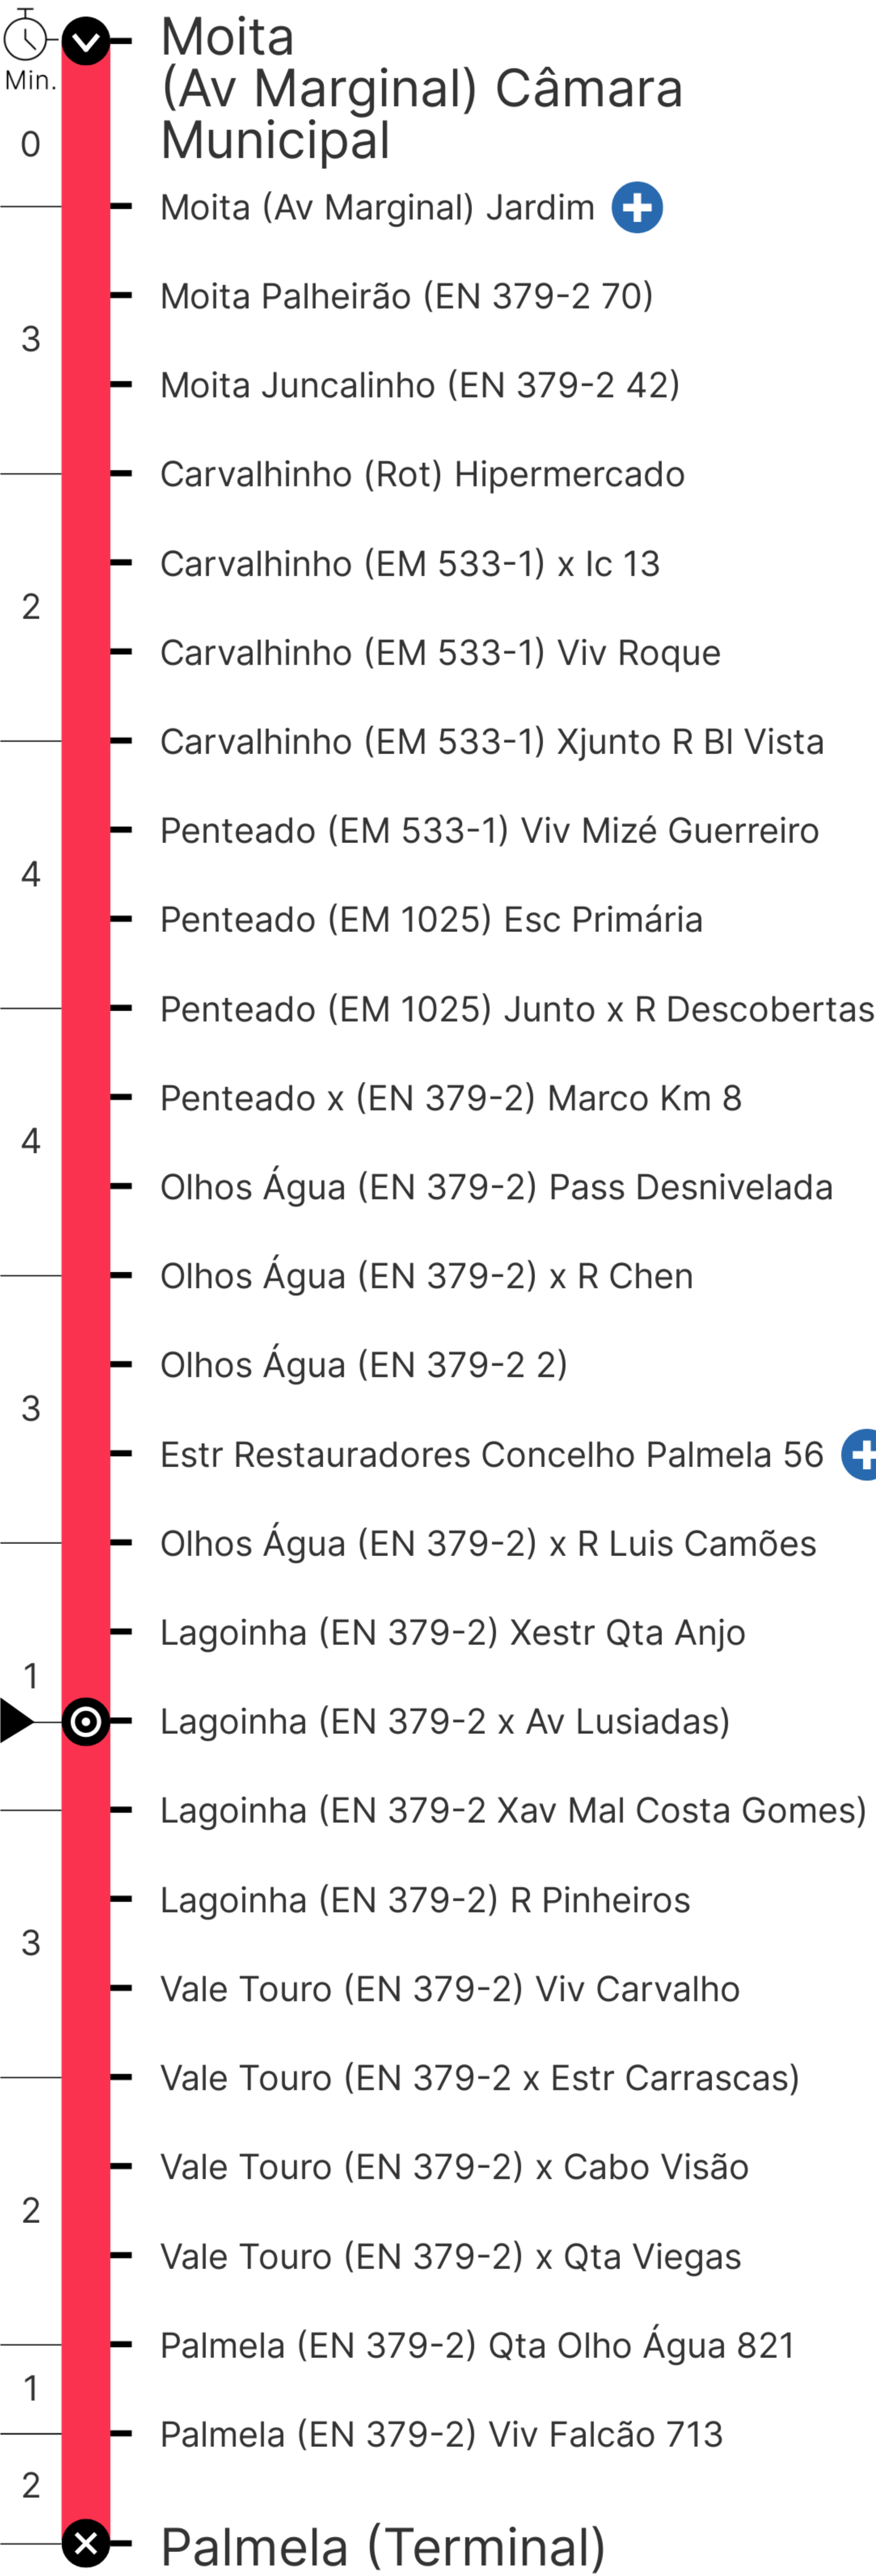 Moita
(Av Marginal) Câmara
Municipal
Min.
0
Moita (Av Marginal) Jardim
Moita Palheirão (EN 379-2 70)
3
Moita Juncalinho (EN 379-2 42)
Carvalhinho (Rot) Hipermercado
Carvalhinho (EM 533-1) x Ic 13
2
Carvalhinho (EM 533-1) Viv Roque
Carvalhinho (EM 533-1) Xjunto R Bl Vista
Penteado (EM 533-1) Viv Mizé Guerreiro
4
Penteado (EM 1025) Esc Primária
Penteado (EM 1025) Junto x R Descobertas
Penteado x (EN 379-2) Marco Km 8
4
Olhos Água (EN 379-2) Pass Desnivelada
Olhos Água (EN 379-2) x R Chen
Olhos Água (EN 379-2 2)
3
Estr Restauradores Concelho Palmela 56
Olhos Água (EN 379-2) x R Luis Camões
Lagoinha (EN 379-2) Xestr Qta Anjo
1
Lagoinha (EN 379-2 x Av Lusiadas)
Lagoinha (EN 379-2 Xav Mal Costa Gomes)
Lagoinha (EN 379-2) R Pinheiros
3
Vale Touro (EN 379-2) Viv Carvalho
Vale Touro (EN 379-2 x Estr Carrascas)
Vale Touro (EN 379-2) x Cabo Visão
2
Vale Touro (EN 379-2) x Qta Viegas
Palmela (EN 379-2) Qta Olho Água 821
1
Palmela (EN 379-2) Viv Falcão 713
2
Palmela (Terminal)